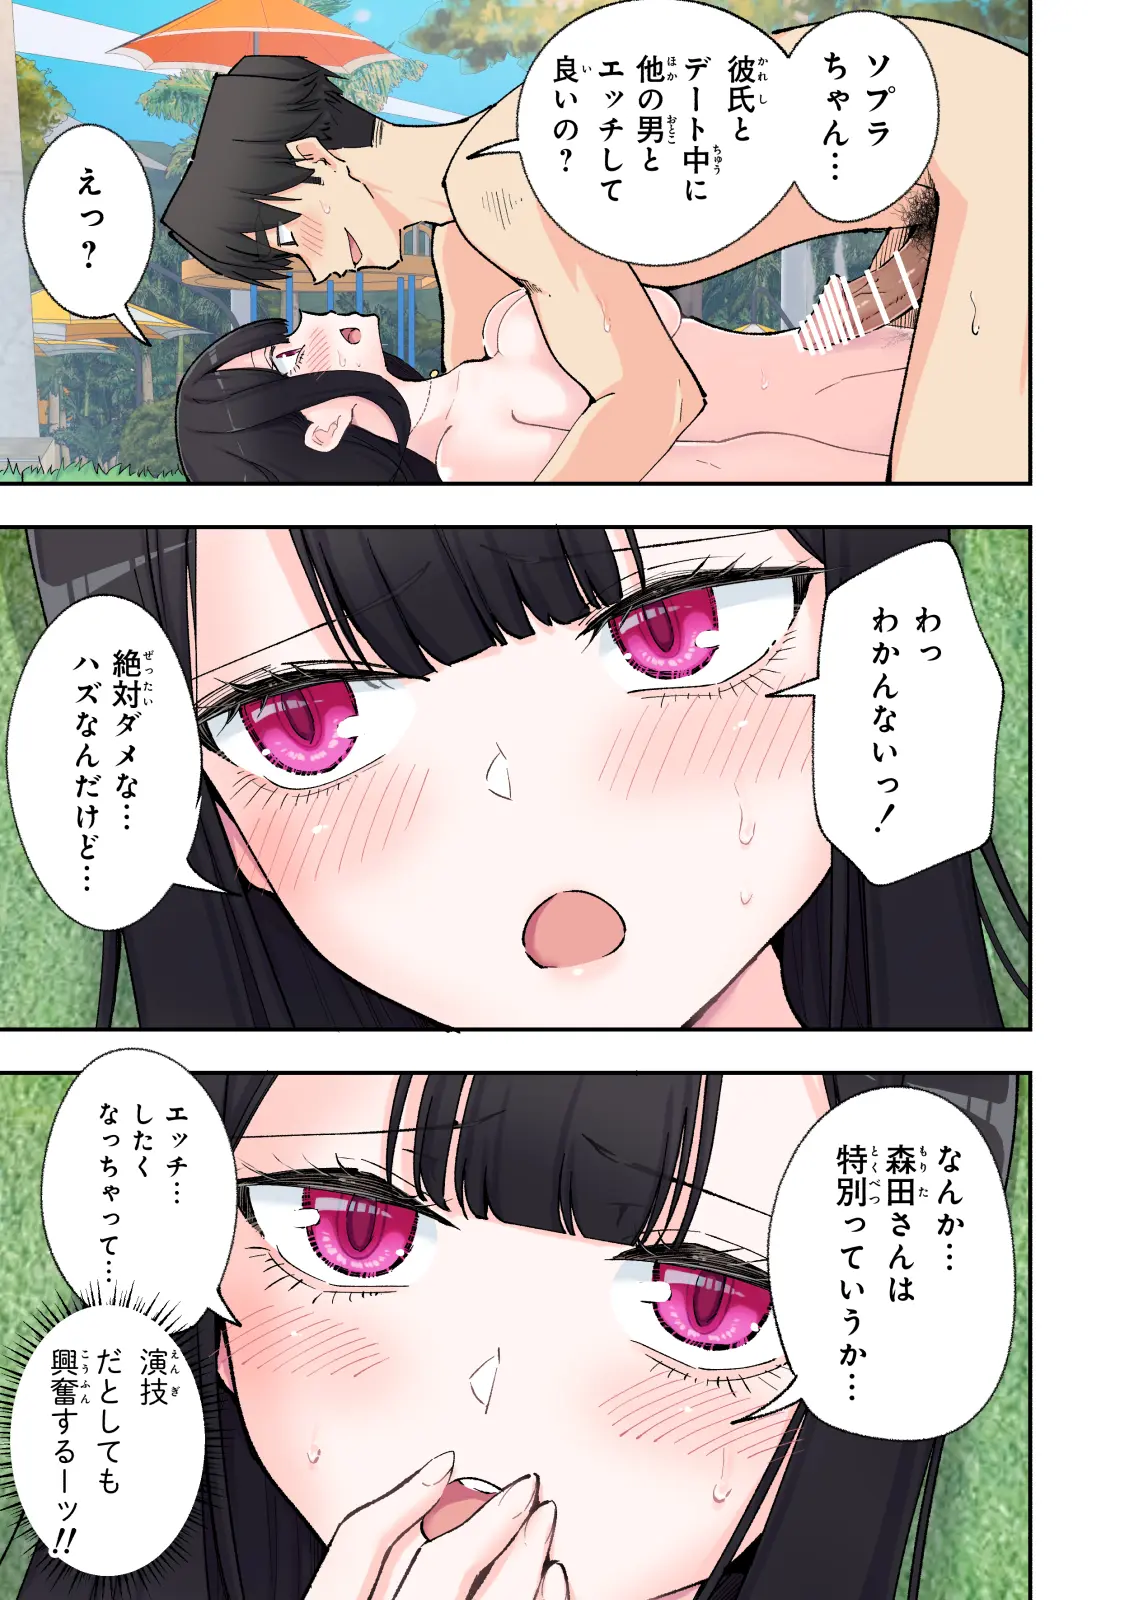 ソプラ
ちゃん…
彼氏と
デート中に
他の男と
エッチして
良いの?
えっ?
わっ
わかんないっ!
絶対ダメな…
ハズなんだけど…
なんか…
森田さんは
特別っていうか…
エッチ…
したく
なっちゃって…
演技
だとしても
興奮するーッ!!